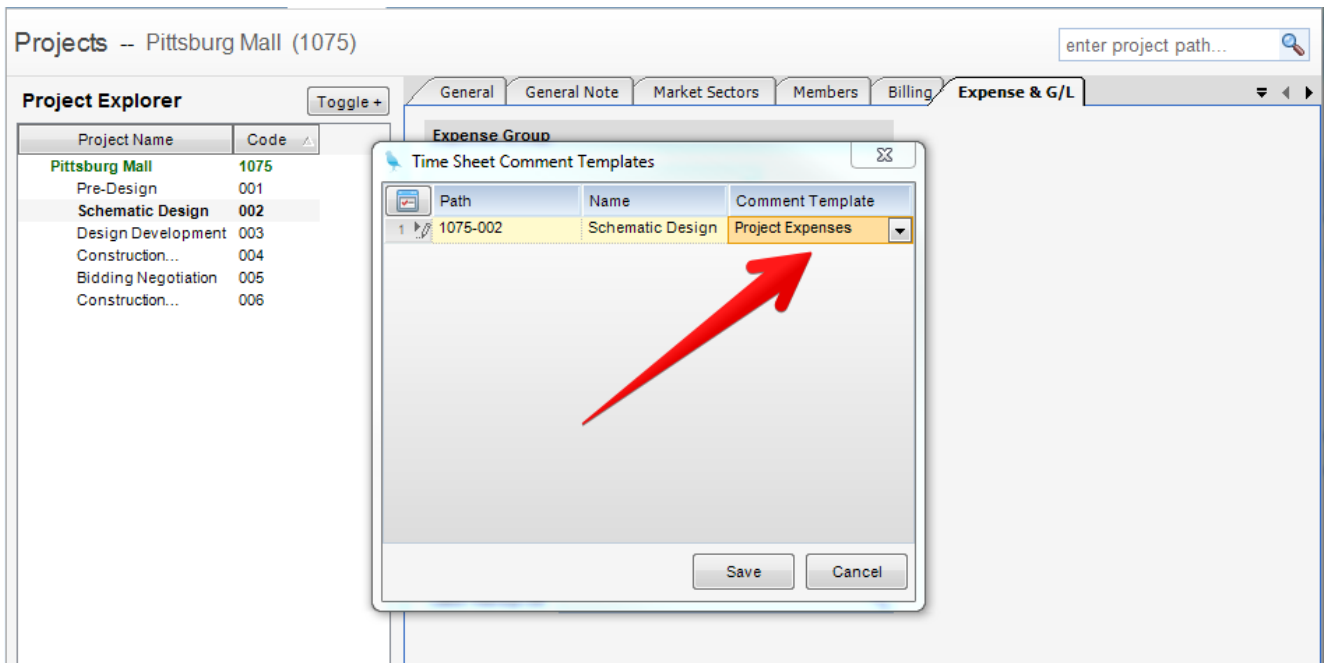 Projects -- Pittsburg Mall (1075)
enter project path...
Project Explorer
Toggle +
General
General Note
Market Sectors
Members
Billing
Expense & G/L
Project Name Code
Pittsburg Mall 1075
Pre-Design 001
Schematic Design 002
Design Development 003
Construction... 004
Bidding Negotiation 005
Construction... 006
Expense Group
Time Sheet Comment Templates
Path Name Comment Template
1 1075-002 Schematic Design Project Expenses
Save
Cancel